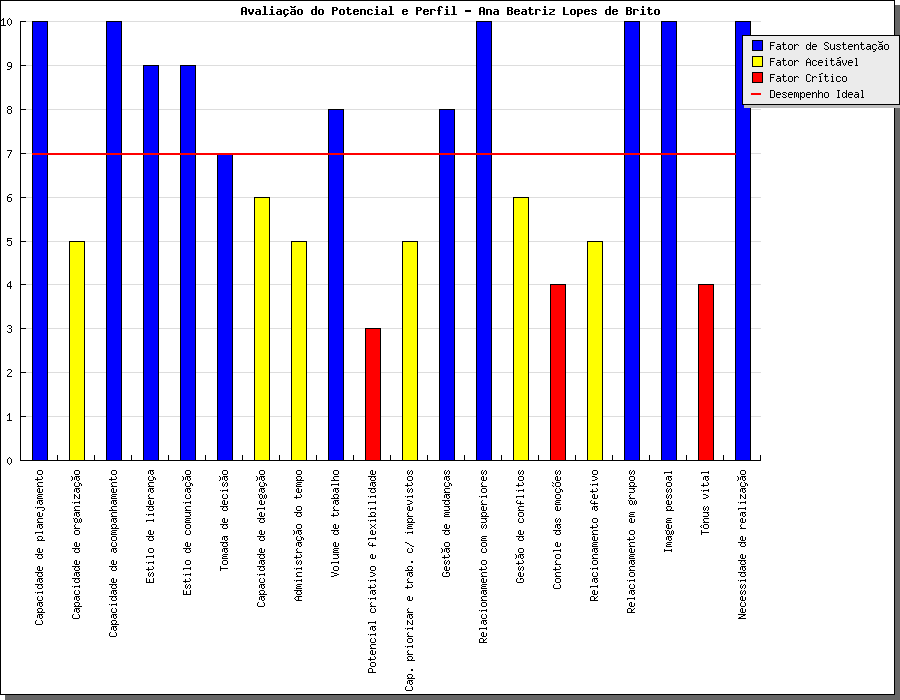 Avaliação do Potencial e Perfil - Ana Beatriz Lopes de Brito
10
9
8
7
6
5
4
3
2
1
0
Fator de Sustentação
Fator Aceitável
Fator Crítico
Desempenho Ideal
Capacidade de planejamento
Capacidade de organização
Capacidade de acompanhamento
Estilo de liderança
Estilo de comunicação
Tomada de decisão
Capacidade de delegação
Administração do tempo
Volume de trabalho
Potencial criativo e flexibilidade
Cap. priorizar e trab. c/ imprevistos
Gestão de mudanças
Relacionamento com superiores
Gestão de conflitos
Controle das emoções
Relacionamento afetivo
Relacionamento em grupos
Imagem pessoal
Tônus vital
Necessidade de realização